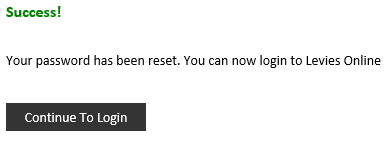 Success!
Your password has been reset. You can now login to Levies Online
Continue To Login